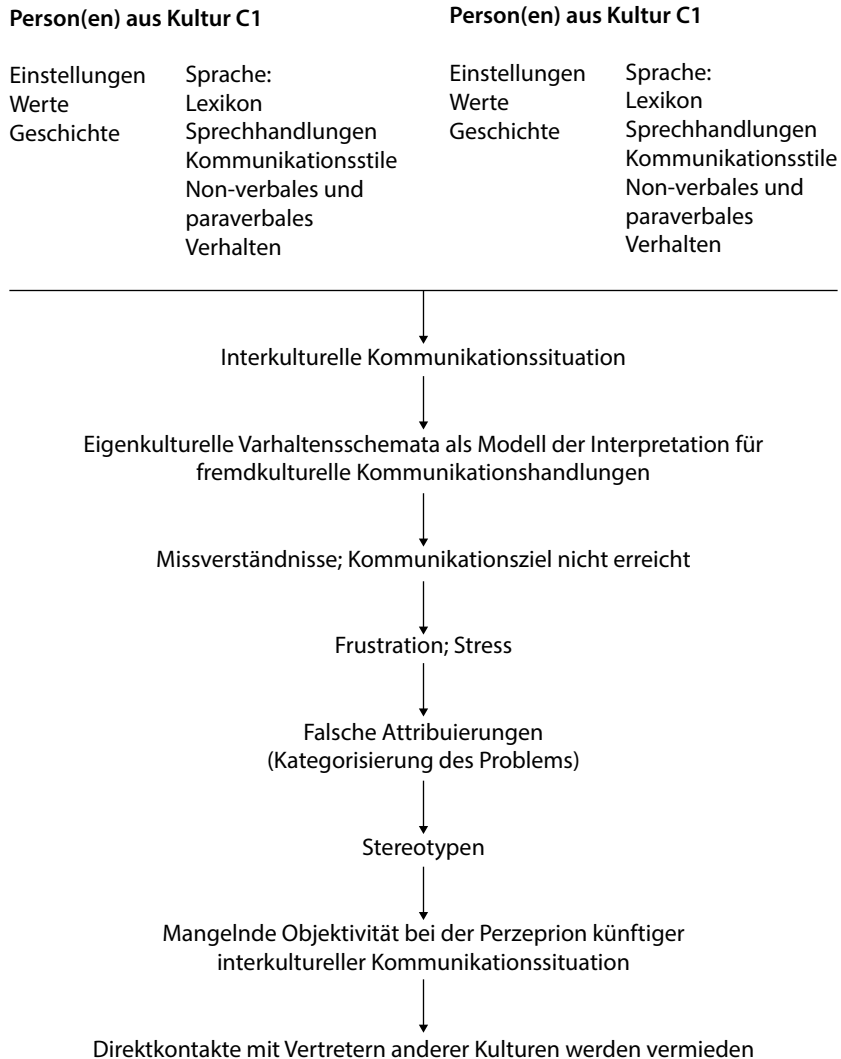 Person(en) aus Kultur C1
Einstellungen
Werte
Geschichte
Sprache:
Lexikon
Sprechhandlungen
Kommunikationsstile
Non-verbales und
paraverbales
Verhalten
Person(en) aus Kultur C1
Einstellungen
Werte
Geschichte
Sprache:
Lexikon
Sprechhandlungen
Kommunikationsstile
Non-verbales und
paraverbales
Verhalten
Interkulturelle Kommunikationssituation
Eigenkulturelle Varhaltensschemata als Modell der Interpretation für
fremdkulturelle Kommunikationshandlungen
Missverständnisse; Kommunikationsziel nicht erreicht
Frustration; Stress
Falsche Attribuierungen
(Kategorisierung des Problems)
Stereotypen
Mangelnde Objektivität bei der Perzeprion künftiger
interkultureller Kommunikationssituation
Direktkontakte mit Vertretern anderer Kulturen werden vermieden